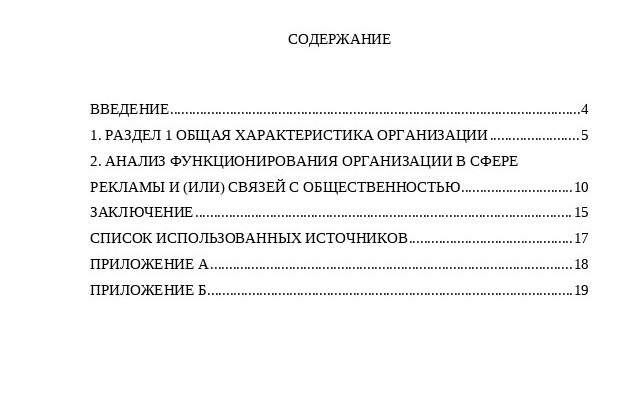 СОДЕРЖАНИЕ
ВВЕДЕНИЕ....................................................................................................4
1. РАЗДЕЛ 1 ОБЩАЯ ХАРАКТЕРИСТИКА ОРГАНИЗАЦИИ........................5
2. АНАЛИЗ ФУНКЦИОНИРОВАНИЯ ОРГАНИЗАЦИИ В СФЕРЕ
РЕКЛАМЫ И (ИЛИ) СВЯЗЕЙ С ОБЩЕСТВЕННОСТЬЮ..............................10
ЗАКЛЮЧЕНИЕ..............................................................................................15
СПИСОК ИСПОЛЬЗОВАННЫХ ИСТОЧНИКОВ............................................17
ПРИЛОЖЕНИЕ А..........................................................................................18
ПРИЛОЖЕНИЕ Б..........................................................................................19